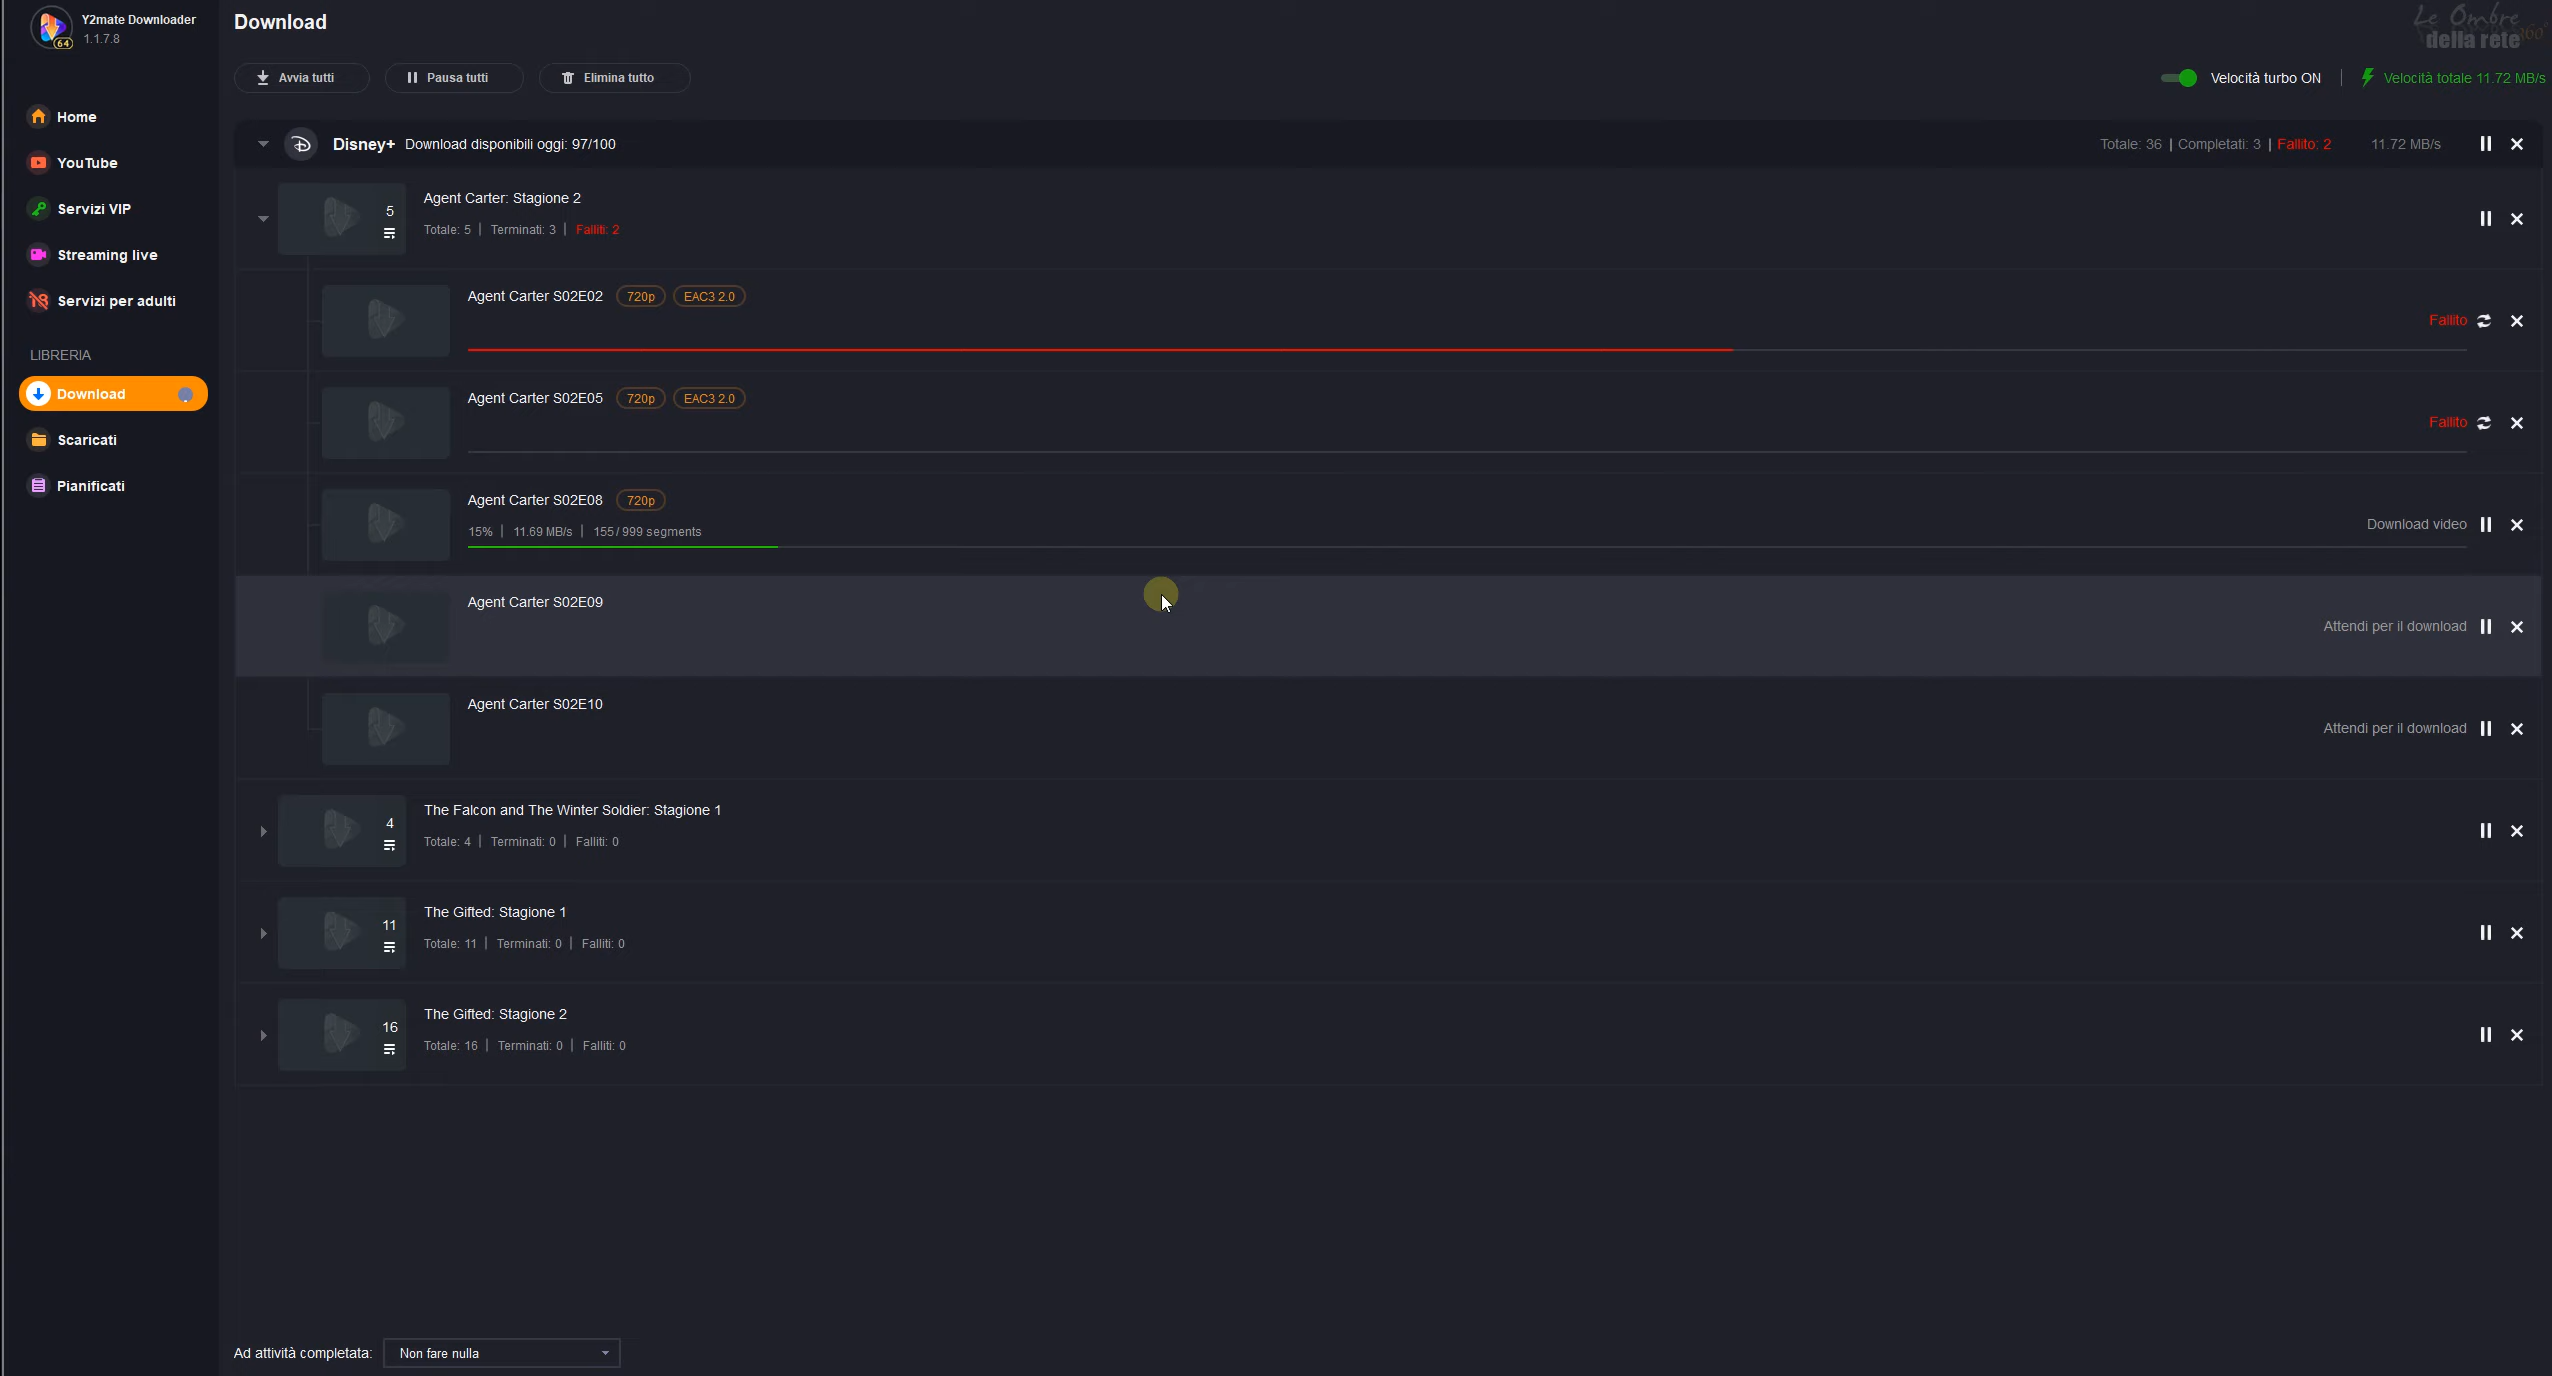 Y2mate Downloader
1.1.7.8
64
Home
YouTube
Servizi VIP
Streaming live
Servizi per adulti
LIBRERIA
Download
Scaricati
Pianificati
Download
Le Ombre
della rete 360°
Avvia tutti
Pausa tutti
Elimina tutto
Velocità turbo ON
Velocità totale 11.72 MB/s
Disney+ Download disponibili oggi: 97/100
Totale: 36 | Completati: 3 | Fallito: 2
11.72 MB/s
5
Agent Carter: Stagione 2
Totale: 5 | Terminati: 3 | Falliti: 2
Agent Carter S02E02 720p EAC3 2.0
Fallito
Agent Carter S02E05 720p EAC3 2.0
Fallito
Agent Carter S02E08 720p
15% | 11.69 MB/s | 155 / 999 segments
Download video
Agent Carter S02E09
Attendi per il download
Agent Carter S02E10
Attendi per il download
4
The Falcon and The Winter Soldier: Stagione 1
Totale: 4 | Terminati: 0 | Falliti: 0
11
The Gifted: Stagione 1
Totale: 11 | Terminati: 0 | Falliti: 0
16
The Gifted: Stagione 2
Totale: 16 | Terminati: 0 | Falliti: 0
Ad attività completata: Non fare nulla